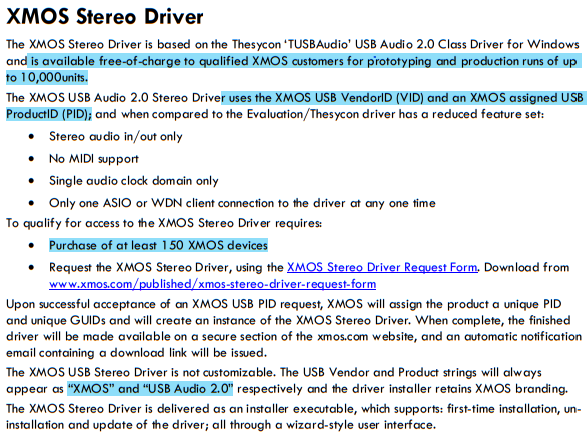 XMOS Stereo Driver
The XMOS Stereo Driver is based on the Thesycon ‘TUSBAudio’ USB Audio 2.0 Class Driver for Windows
and is available free-of-charge to qualified XMOS customers for prototyping and production runs of up
to 10,000units.
The XMOS USB Audio 2.0 Stereo Driver uses the XMOS USB VendorID (VID) and an XMOS assigned USB
ProductID (PID); and when compared to the Evaluation/Thesycon driver has a reduced feature set:
• Stereo audio in/out only
• No MIDI support
• Single audio clock domain only
• Only one ASIO or WDN client connection to the driver at any one time
To qualify for access to the XMOS Stereo Driver requires:
• Purchase of at least 150 XMOS devices
• Request the XMOS Stereo Driver, using the XMOS Stereo Driver Request Form. Download from
www.xmos.com/published/xmos-stereo-driver-request-form
Upon successful acceptance of an XMOS USB PID request, XMOS will assign the product a unique PID
and unique GUIDs and will create an instance of the XMOS Stereo Driver. When complete, the finished
driver will be made available on a secure section of the xmos.com website, and an automatic notification
email containing a download link will be issued.
The XMOS USB Stereo Driver is not customizable. The USB Vendor and Product strings will always
appear as “XMOS” and “USB Audio 2.0” respectively and the driver installer retains XMOS branding.
The XMOS Stereo Driver is delivered as an installer executable, which supports: first-time installation, un-
installation and update of the driver; all through a wizard-style user interface.